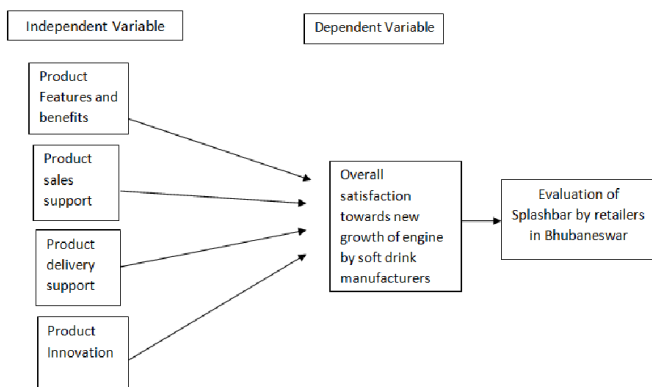 Independent Variable
Dependent Variable
Product
Features and
benefits
Product
sales
support
Product
delivery
support
Product
Innovation
Overall
satisfaction
towards new
growth of engine
by soft drink
manufacturers
Evaluation of
Splashbar by retailers
in Bhubaneswar